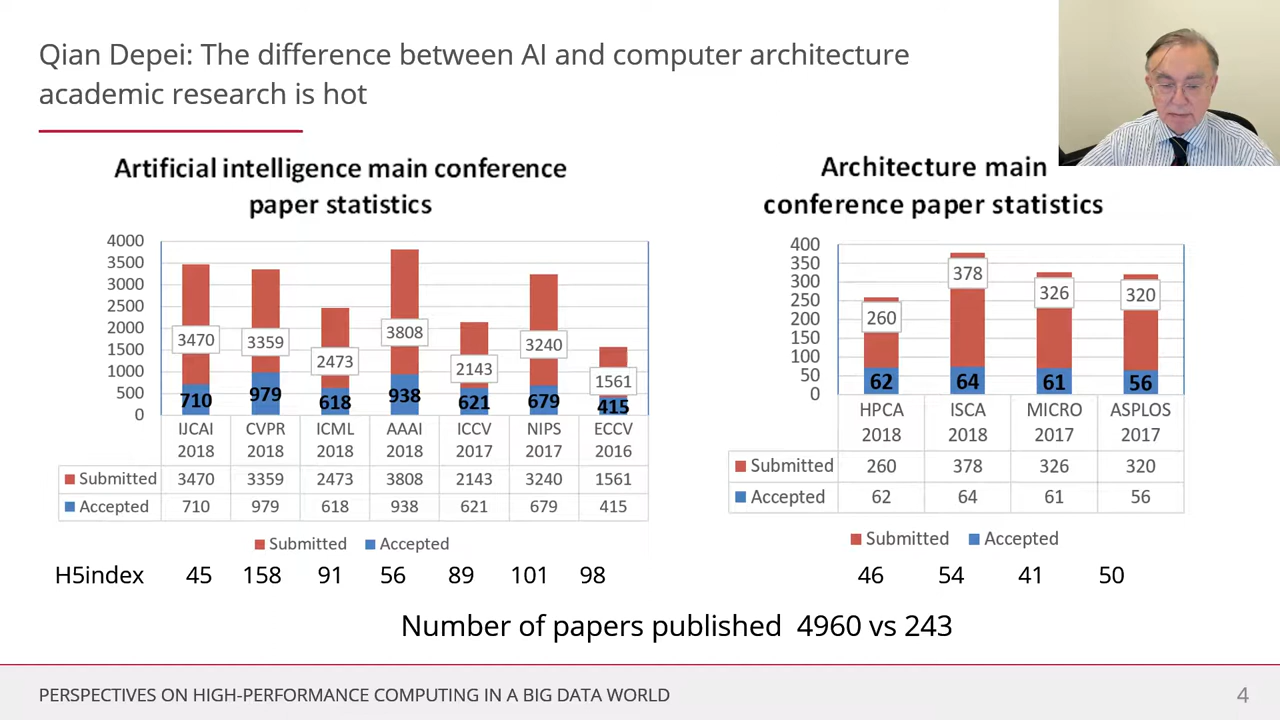 Qian Depei: The difference between AI and computer architecture
academic research is hot
Artificial intelligence main conference
paper statistics
4000
3500
3000
2500
2000
1500
1000
500
0
3470
3359
2473
3808
2143
3240
1561
710
979
618
938
621
679
415
IJCAI CVPR ICML AAAI ICCV NIPS ECCV
2018 2018 2018 2018 2017 2017 2016
Submitted 3470 3359 2473 3808 2143 3240 1561
Accepted 710 979 618 938 621 679 415
Submitted Accepted
H5index 45 158 91 56 89 101 98
Architecture main
conference paper statistics
400
350
300
250
200
150
100
50
0
260
378
326
320
62
64
61
56
HPCA ISCA MICRO ASPLOS
2018 2018 2017 2017
Submitted 260 378 326 320
Accepted 62 64 61 56
Submitted Accepted
46 54 41 50
Number of papers published 4960 vs 243
PERSPECTIVES ON HIGH-PERFORMANCE COMPUTING IN A BIG DATA WORLD
4